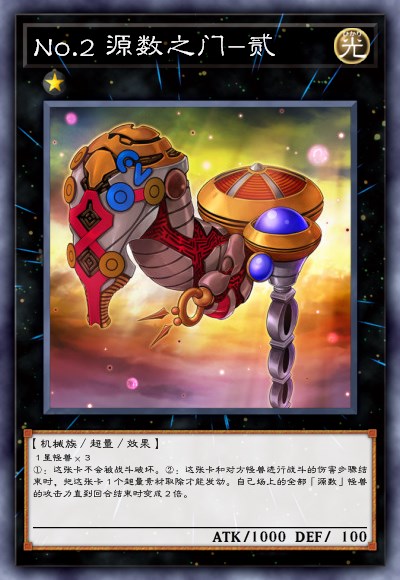 No.2 源数之门-贰
ひかり
光
【机械族／超量／效果】
1星怪兽×3
①：这张卡不会被战斗破坏。②：这张卡和对方怪兽进行战斗的伤害步骤结
束时，把这张卡1个超量素材取除才能发动。自己场上的全部「源数」怪兽
的攻击力直到回合结束时变成2倍。
ATK/1000 DEF/ 100